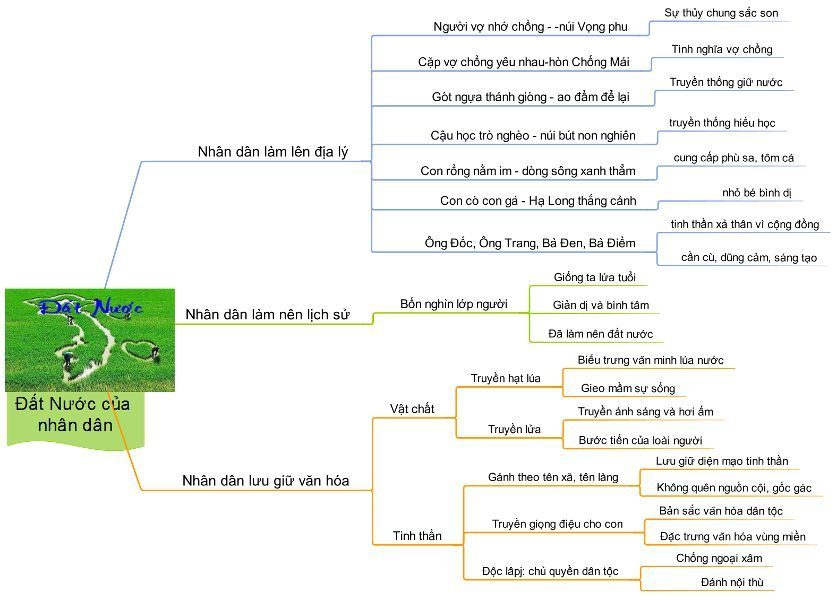 Người vợ nhớ chồng - -núi Vọng phu
Sự thủy chung sắc son
Cặp vợ chồng yêu nhau-hòn Chống Mái
Tình nghĩa vợ chồng
Gót ngựa thánh giòng - ao đầm để lại
Truyền thống giữ nước
Cậu học trò nghèo - núi bút non nghiên
truyền thống hiếu học
Nhân dân làm lên địa lý
Con rồng nằm im - dòng sông xanh thẳm
cung cấp phù sa, tôm cá
Con cò con gà - Hạ Long thắng cảnh
nhỏ bé bình dị
Ông Đốc, Ông Trang, Bà Đen, Bà Điểm
tinh thần xả thân vì cộng đồng
cần cù, dũng cảm, sáng tạo
Đất Nước
Đất Nước của
nhân dân
Nhân dân làm nên lịch sử
Bốn nghìn lớp người
Giống ta lứa tuổi
Giản dị và bình tâm
Đã làm nên đất nước
Nhân dân lưu giữ văn hóa
Vật chất
Truyền hạt lúa
Biểu trưng văn minh lúa nước
Gieo mầm sự sống
Truyền lửa
Truyền ánh sáng và hơi ấm
Bước tiến của loài người
Tinh thần
Gánh theo tên xã, tên làng
Lưu giữ diện mạo tinh thần
Không quên nguồn cội, gốc gác
Truyền giọng điệu cho con
Bản sắc văn hóa dân tộc
Đặc trưng văn hóa vùng miền
Độc lâpj: chủ quyền dân tộc
Chống ngoại xâm
Đánh nội thù